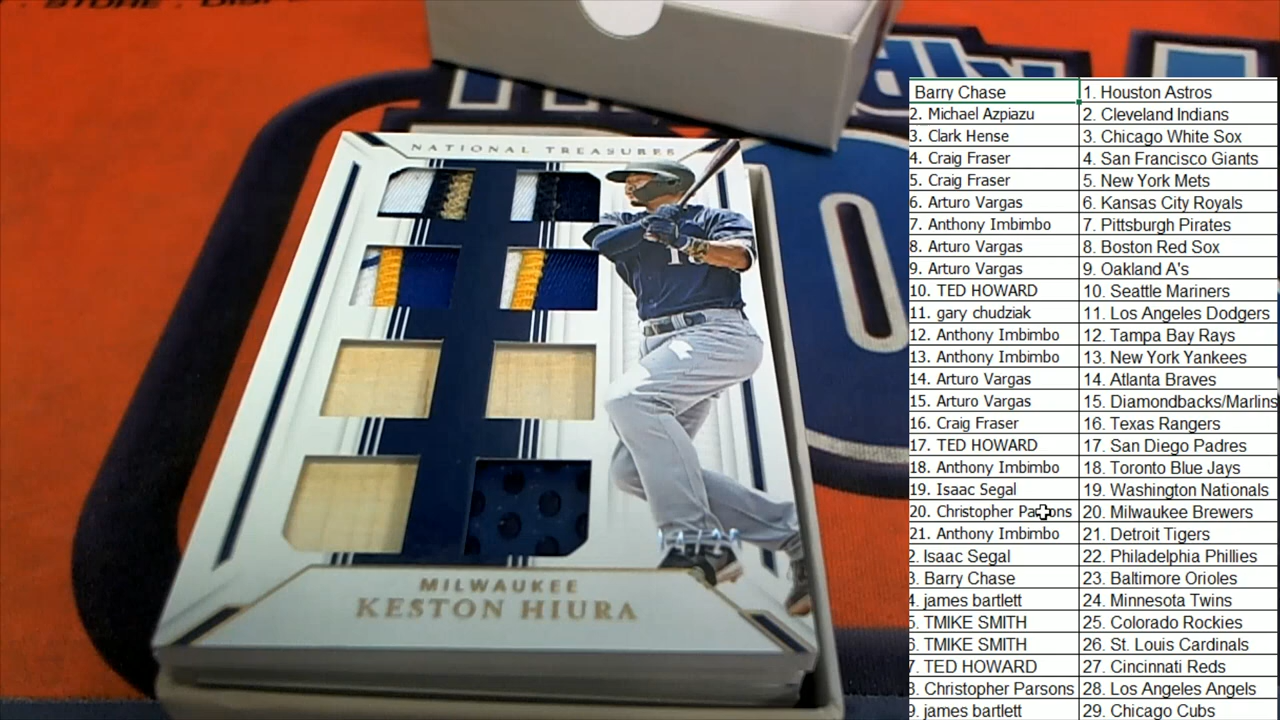 STORE
NATIONAL TREASURES
MILWAUKEE
KESTON HIURA
Barry Chase 1. Houston Astros
2. Michael Azpiazu 2. Cleveland Indians
3. Clark Hense 3. Chicago White Sox
4. Craig Fraser 4. San Francisco Giants
5. Craig Fraser 5. New York Mets
6. Arturo Vargas 6. Kansas City Royals
7. Anthony Imbimbo 7. Pittsburgh Pirates
8. Arturo Vargas 8. Boston Red Sox
9. Arturo Vargas 9. Oakland A's
10. TED HOWARD 10. Seattle Mariners
11. gary chudziak 11. Los Angeles Dodgers
12. Anthony Imbimbo 12. Tampa Bay Rays
13. Anthony Imbimbo 13. New York Yankees
14. Arturo Vargas 14. Atlanta Braves
15. Arturo Vargas 15. Diamondbacks/Marlins
16. Craig Fraser 16. Texas Rangers
17. TED HOWARD 17. San Diego Padres
18. Anthony Imbimbo 18. Toronto Blue Jays
19. Isaac Segal 19. Washington Nationals
20. Christopher Parsons 20. Milwaukee Brewers
21. Anthony Imbimbo 21. Detroit Tigers
2. Isaac Segal 22. Philadelphia Phillies
3. Barry Chase 23. Baltimore Orioles
4. james bartlett 24. Minnesota Twins
5. TMIKE SMITH 25. Colorado Rockies
6. TMIKE SMITH 26. St. Louis Cardinals
7. TED HOWARD 27. Cincinnati Reds
8. Christopher Parsons 28. Los Angeles Angels
9. james bartlett 29. Chicago Cubs